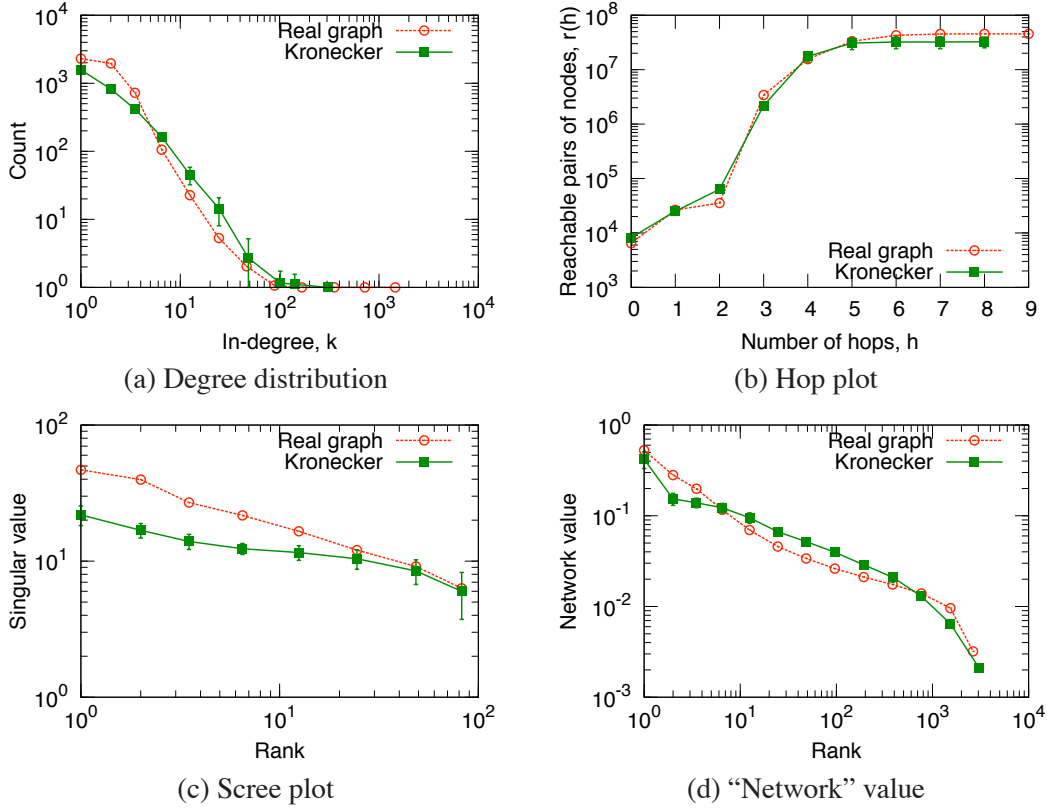 Real graph
Kronecker
10^4
10^3
10^2
10^1
10^0
Count
10^0 10^1 10^2 10^3 10^4
In-degree, k
(a) Degree distribution
Reachable pairs of nodes, r(h)
10^8
10^7
10^6
10^5
10^4
10^3
Real graph
Kronecker
0 1 2 3 4 5 6 7 8 9
Number of hops, h
(b) Hop plot
Singular value
10^2
10^1
10^0
Real graph
Kronecker
10^0 10^1 10^2
Rank
(c) Scree plot
Network value
10^0
10^-1
10^-2
10^-3
Real graph
Kronecker
10^0 10^1 10^2 10^3 10^4
Rank
(d) “Network” value